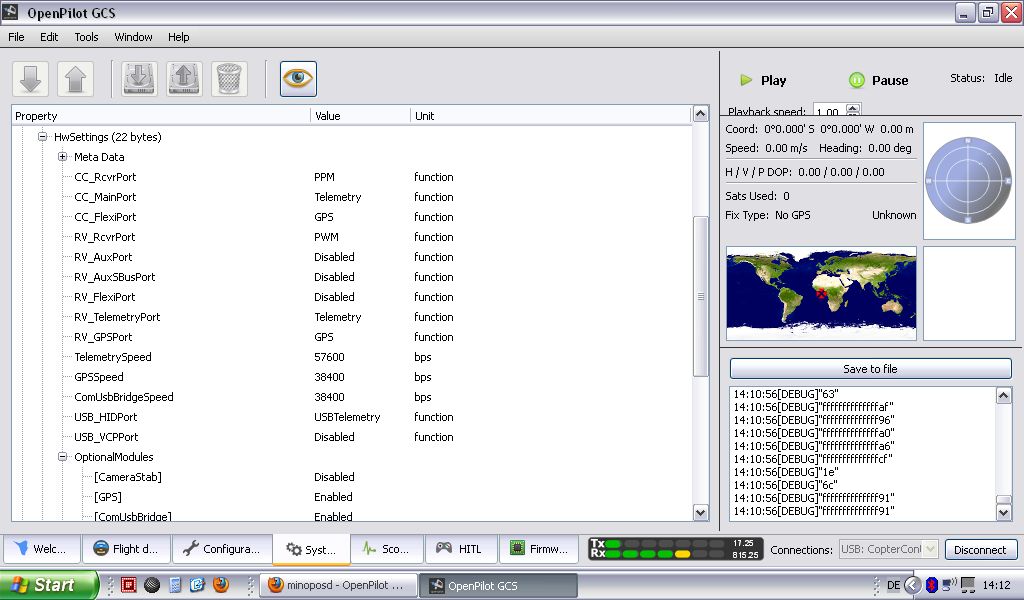 OpenPilot GCS
File Edit Tools Window Help
Play Pause Status: Idle
Playback speed: 1.00
Property Value Unit
HwSettings (22 bytes)
Meta Data
CC_RcvrPort PPM function
CC_MainPort Telemetry function
CC_FlexiPort GPS function
RV_RcvrPort PWM function
RV_AuxPort Disabled function
RV_AuxSBusPort Disabled function
RV_FlexiPort Disabled function
RV_TelemetryPort Telemetry function
RV_GPSPort GPS function
TelemetrySpeed 57600 bps
GPSSpeed 38400 bps
ComUsbBridgeSpeed 38400 bps
USB_HIDPort USBTelemetry function
USB_VCPPort Disabled function
OptionalModules
[CameraStab] Disabled
[GPS] Enabled
[ComUsbBridge] Enabled
Coord: 0°0.000' S 0°0.000' W 0.00 m
Speed: 0.00 m/s Heading: 0.00 deg
H / V / P DOP: 0.00 / 0.00 / 0.00
Sats Used: 0
Fix Type: No GPS Unknown
Save to file
14:10:56[DEBUG]"63"
14:10:56[DEBUG]"ffffffffffffffaf"
14:10:56[DEBUG]"ffffffffffffff96"
14:10:56[DEBUG]"ffffffffffffffa0"
14:10:56[DEBUG]"ffffffffffffffa6"
14:10:56[DEBUG]"ffffffffffffffcf"
14:10:56[DEBUG]"1e"
14:10:56[DEBUG]"6c"
14:10:56[DEBUG]"ffffffffffffff91"
14:10:56[DEBUG]"ffffffffffffff91"
Welc... Flight d... Configura... Syst... Sco... HITL Firmw...
Tx 17.25
Rx 815.25
Connections: USB: CopterCont Disconnect
Start minoposd - OpenPilot ... OpenPilot GCS DE 14:12